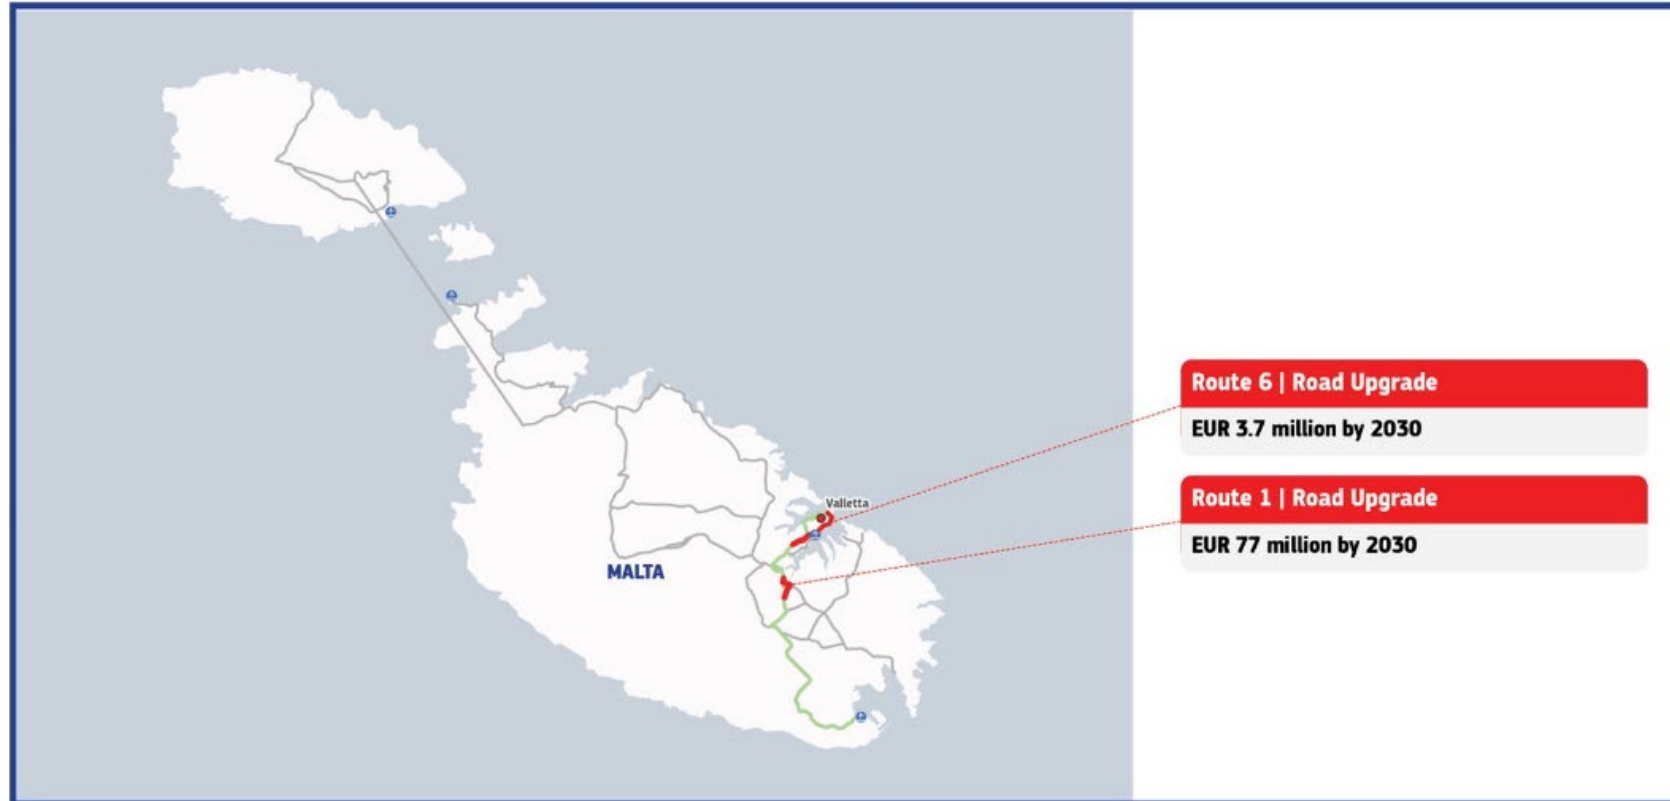 Valletta
MALTA
Route 6 | Road Upgrade
EUR 3.7 million by 2030
Route 1 | Road Upgrade
EUR 77 million by 2030